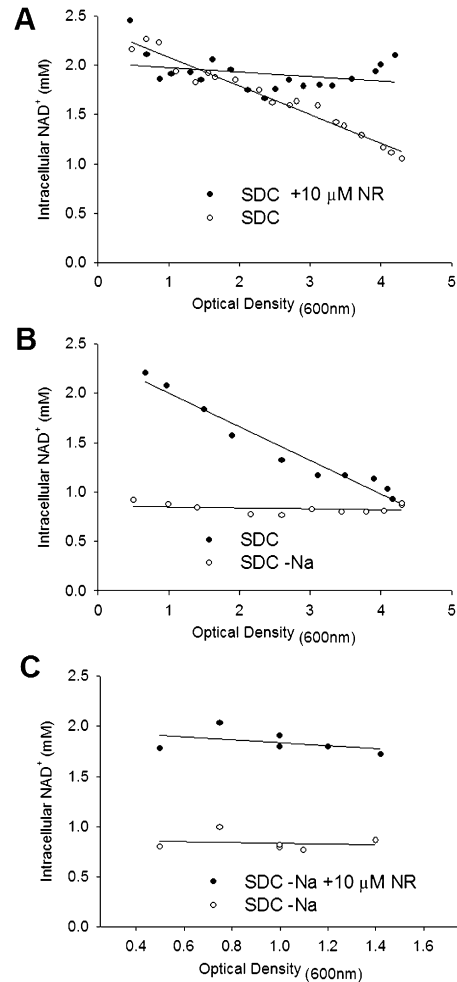 A
Intracellular NAD⁺ (mM)
2.5
2.0
1.5
1.0
0.5
0.0
SDC +10 μM NR
SDC
0 1 2 3 4 5
Optical Density (600nm)
B
Intracellular NAD⁺ (mM)
2.5
2.0
1.5
1.0
0.5
0.0
SDC
SDC -Na
0 1 2 3 4 5
Optical Density (600nm)
C
Intracellular NAD⁺ (mM)
2.5
2.0
1.5
1.0
0.5
0.0
SDC -Na +10 μM NR
SDC -Na
0.4 0.6 0.8 1.0 1.2 1.4 1.6
Optical Density (600nm)